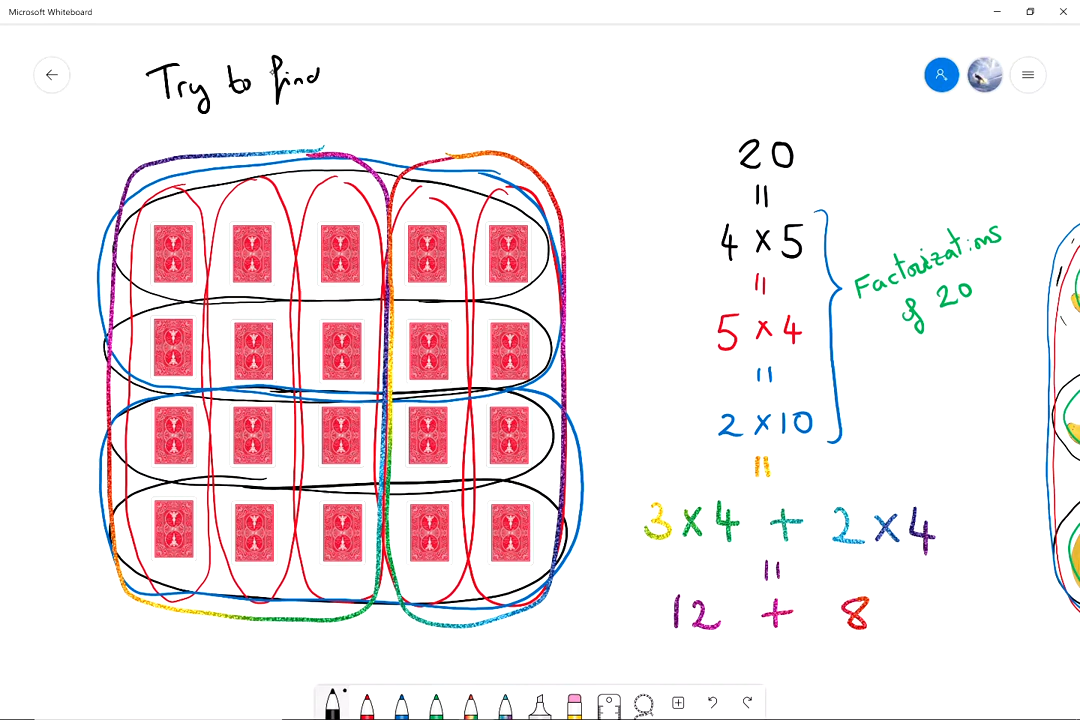 Microsoft Whiteboard
Try to find
20
=
4 × 5
=
5 × 4
=
2 × 10
=
3×4 + 2×4
=
12 + 8
Factorizations
of 20